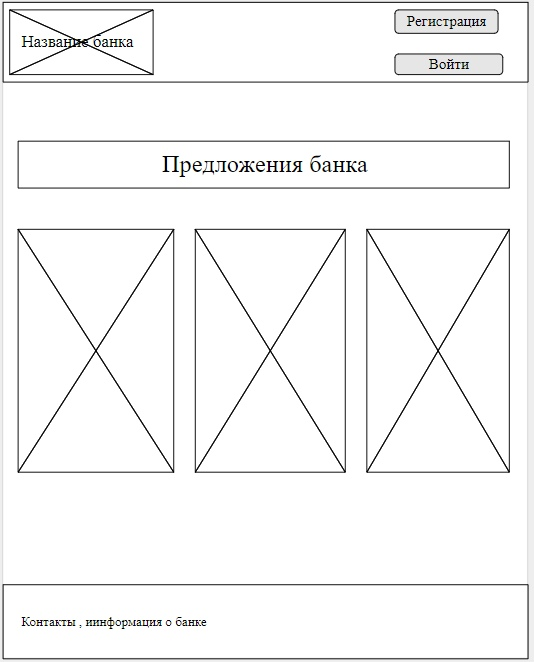 Название банка
Регистрация
Войти
Предложения банка
Контакты , иинформация о банке